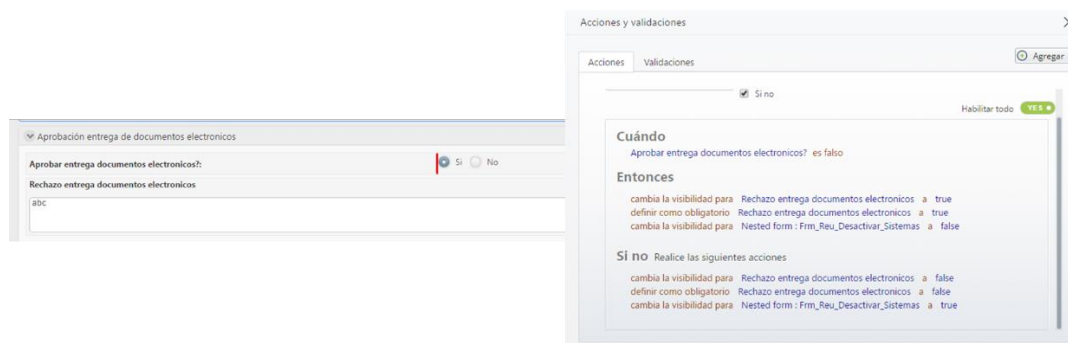 Aprobación entrega de documentos electronicos
Aprobar entrega documentos electronicos?: Si No
Rechazo entrega documentos electronicos
abc
Acciones y validaciones
Acciones Validaciones Agregar
Si no
Habilitar todo YES
Cuándo
Aprobar entrega documentos electronicos? es falso
Entonces
cambia la visibilidad para Rechazo entrega documentos electronicos a true
definir como obligatorio Rechazo entrega documentos electronicos a true
cambia la visibilidad para Nested form : Frm_Reu_Desactivar_Sistemas a false
Si no Realice las siguientes acciones
cambia la visibilidad para Rechazo entrega documentos electronicos a false
definir como obligatorio Rechazo entrega documentos electronicos a false
cambia la visibilidad para Nested form : Frm_Reu_Desactivar_Sistemas a true